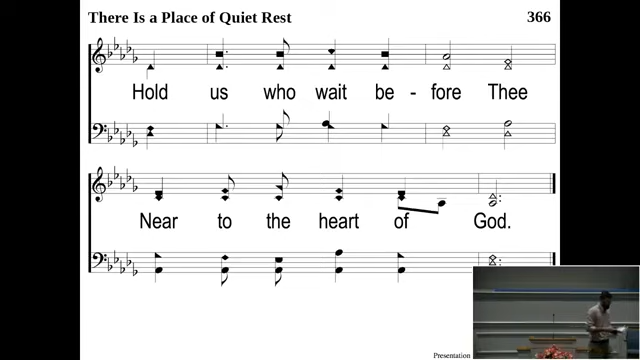 There Is a Place of Quiet Rest 366
Hold us who wait be - fore Thee
Near to the heart of God.
Presentation